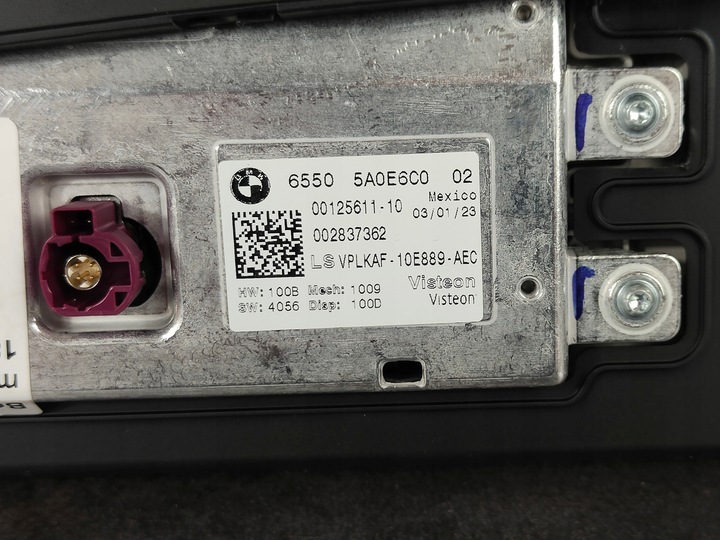 BMW
6550 5A0E6C0 02
Mexico
00125611-10 03/01/23
002837362
LS VPLKAF-10E889-AEC
HW: 100B Mech: 1009 Visteon
SW: 4056 Disp: 100D Visteon